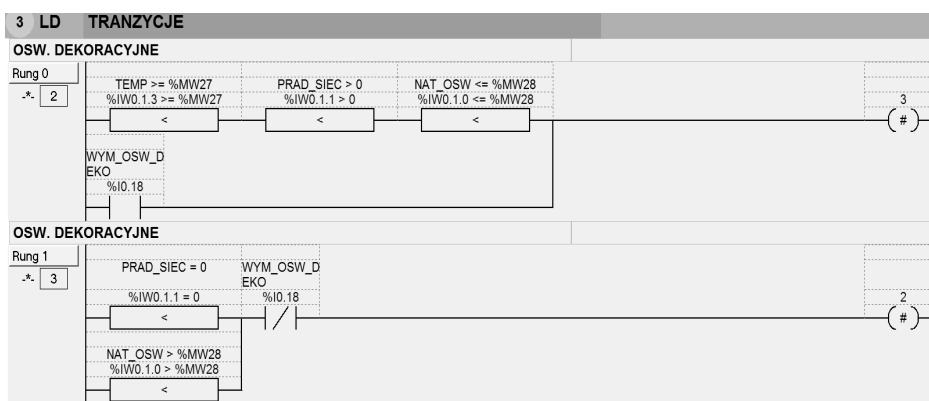 3 LD TRANZYCJE
OSW. DEKORACYJNE
Rung 0
-*- 2
TEMP >= %MW27 PRAD_SIEC > 0 NAT_OSW <= %MW28
%IW0.1.3 >= %MW27 %IW0.1.1 > 0 %IW0.1.0 <= %MW28 3
< < < #
WYM_OSW_D
EKO
%I0.18
OSW. DEKORACYJNE
Rung 1
-*- 3
PRAD_SIEC = 0 WYM_OSW_D
EKO
%IW0.1.1 = 0 %I0.18 2
< #
NAT_OSW > %MW28
%IW0.1.0 > %MW28
<